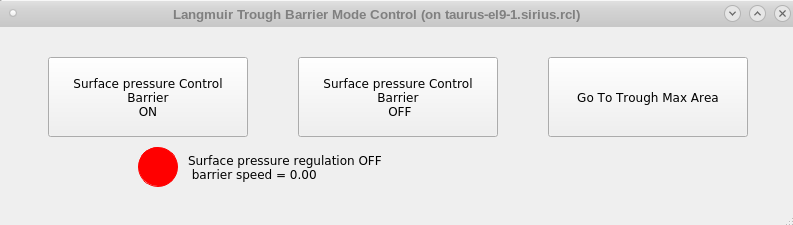 Langmuir Trough Barrier Mode Control (on taurus-el9-1.sirius.rcl)
Surface pressure Control
Barrier
ON
Surface pressure Control
Barrier
OFF
Go To Trough Max Area
Surface pressure regulation OFF
barrier speed = 0.00